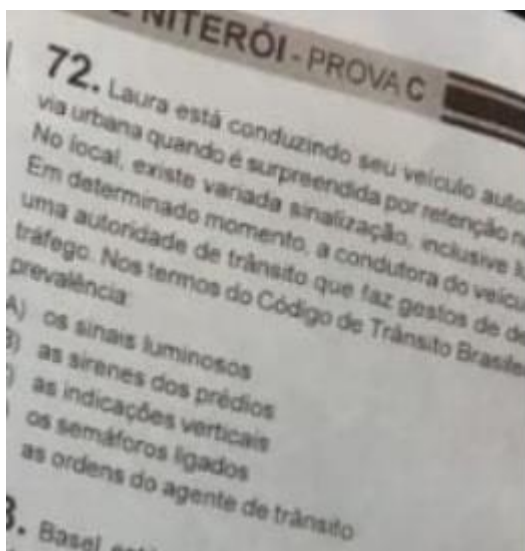 NITERÓI - PROVA C
72. Laura está conduzindo seu veículo
via urbana quando é surpreendida por retenção
No local, existe variada sinalização, inclusive
Em determinado momento, a condutora do
uma autoridade de trânsito que faz gestos de
tráfego. Nos termos do Código de Trânsito
prevalência:
A) os sinais luminosos
B) as sirenes dos prédios
) as indicações verticais
os semáforos ligados
as ordens do agente de trânsito
3. Basel